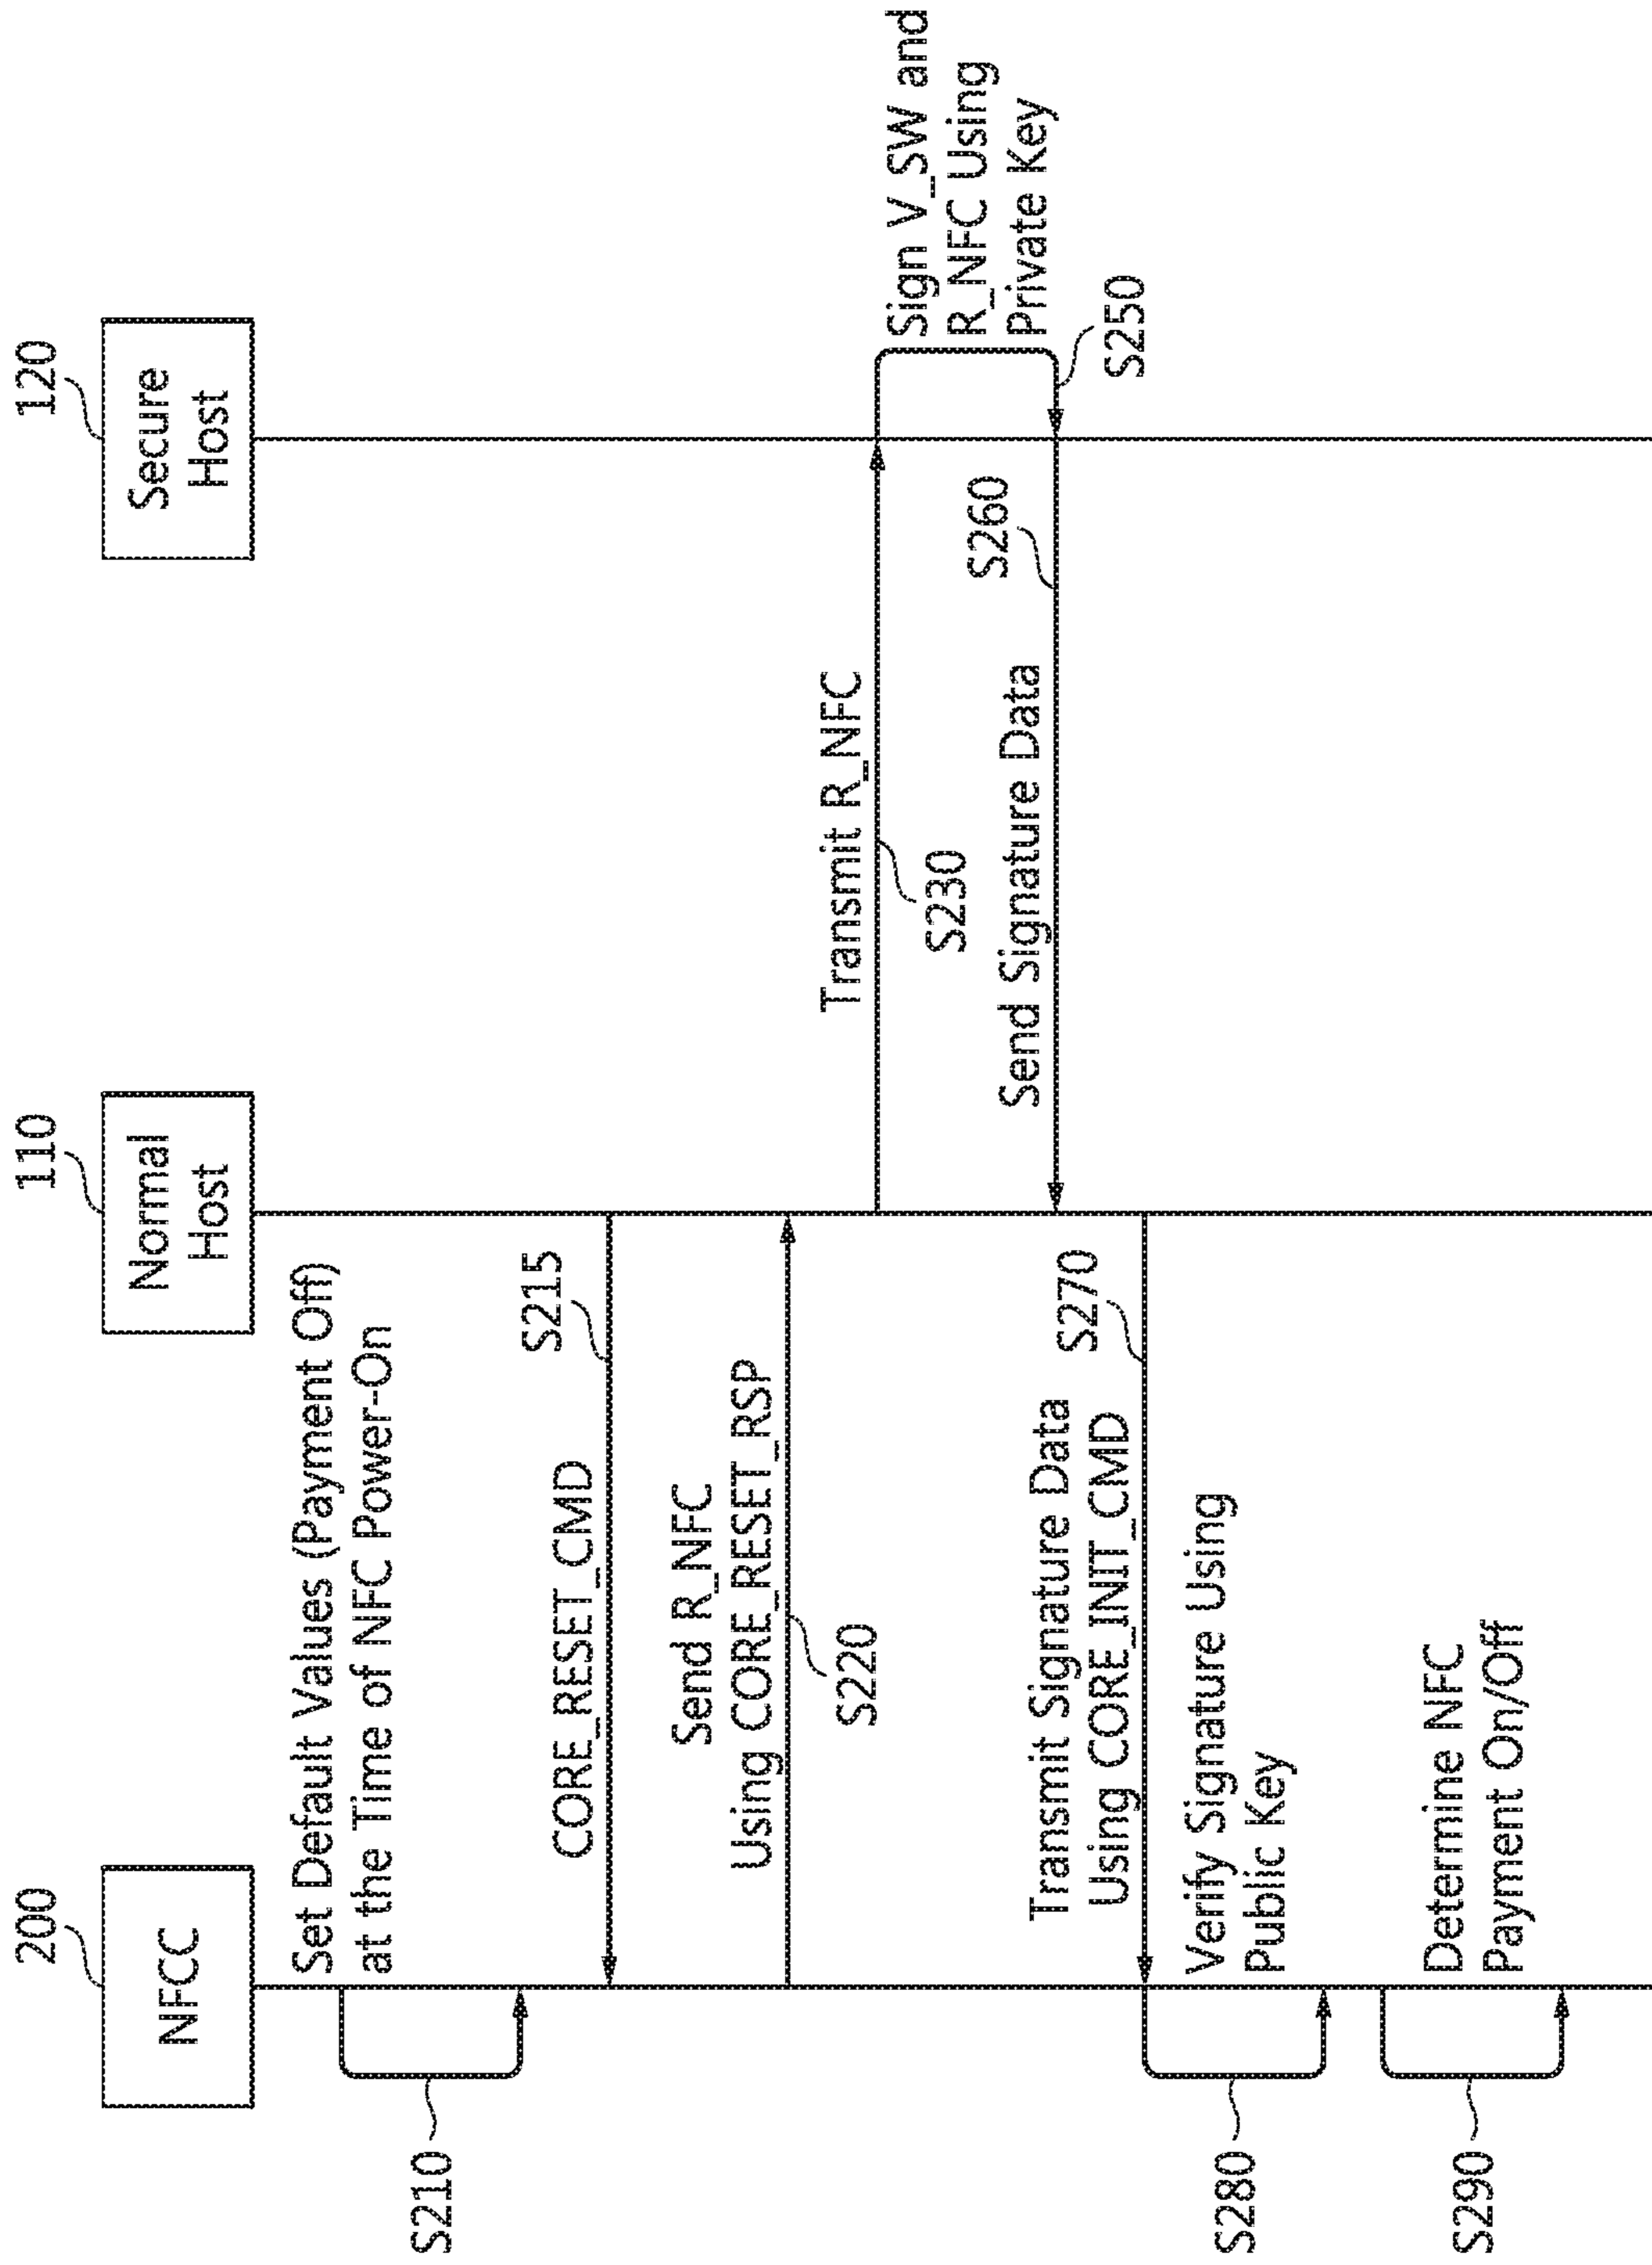 200
NFCC
110
Normal
Host
120
Secure
Host
Set Default Values (Payment Off)
at the Time of NFC Power-On
S210
S215
CORE_RESET_CMD
Send R_NFC
Using CORE_RESET_RSP
S220
Transmit R_NFC
S230
Sign V_SW and
R_NFC Using
Private Key
S250
S260
Send Signature Data
S270
Transmit Signature Data
Using CORE_INIT_CMD
Verify Signature Using
Public Key
S280
Determine NFC
Payment On/Off
S290